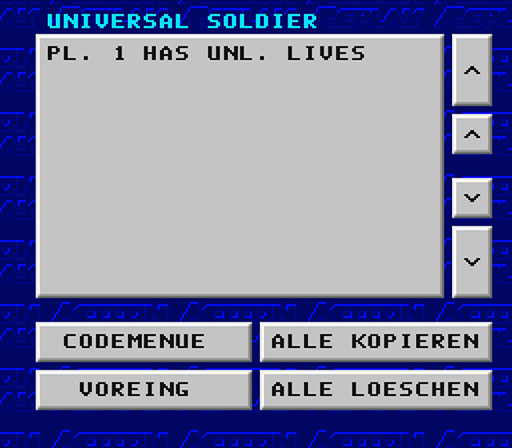 UNIVERSAL SOLDIER
PL. 1 HAS UNL. LIVES
CODEMENUE
ALLE KOPIEREN
VOREING
ALLE LOESCHEN